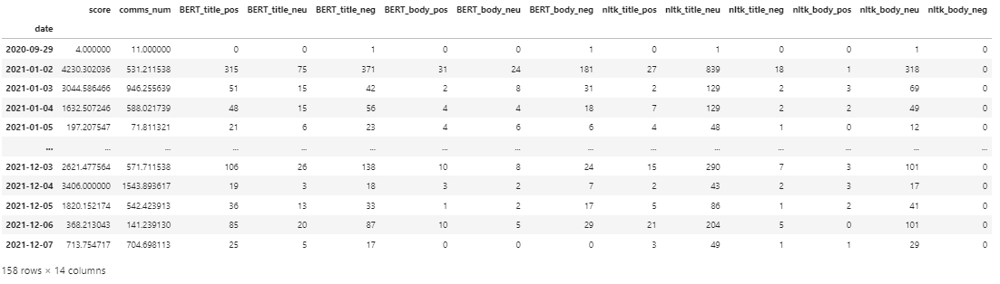 score comms_num BERT_title_pos BERT_title_neu BERT_title_neg BERT_body_pos BERT_body_neu BERT_body_neg nltk_title_pos nltk_title_neu nltk_title_neg nltk_body_pos nltk_body_neu nltk_body_neg
date
2020-09-29 4.000000 11.000000 0 0 1 0 0 1 0 1 0 0 1 0
2021-01-02 4230.302036 531.211538 315 75 371 31 24 181 27 839 18 1 318 0
2021-01-03 3044.586466 946.255639 51 15 42 2 8 31 2 129 2 3 69 0
2021-01-04 1632.507246 588.021739 48 15 56 4 4 18 7 129 2 2 49 0
2021-01-05 197.207547 71.811321 21 6 23 4 6 6 4 48 1 0 12 0
... ... ... ... ... ... ... ... ... ... ... ... ... ... ...
2021-12-03 2621.477564 571.711538 106 26 138 10 8 24 15 290 7 3 101 0
2021-12-04 3406.000000 1543.893617 19 3 18 3 2 7 2 43 2 3 17 0
2021-12-05 1820.152174 542.423913 36 13 33 1 2 17 5 86 1 2 41 0
2021-12-06 368.213043 141.239130 85 20 87 10 5 29 21 204 5 0 101 0
2021-12-07 713.754717 704.698113 25 5 17 0 0 0 3 49 1 1 29 0
158 rows × 14 columns